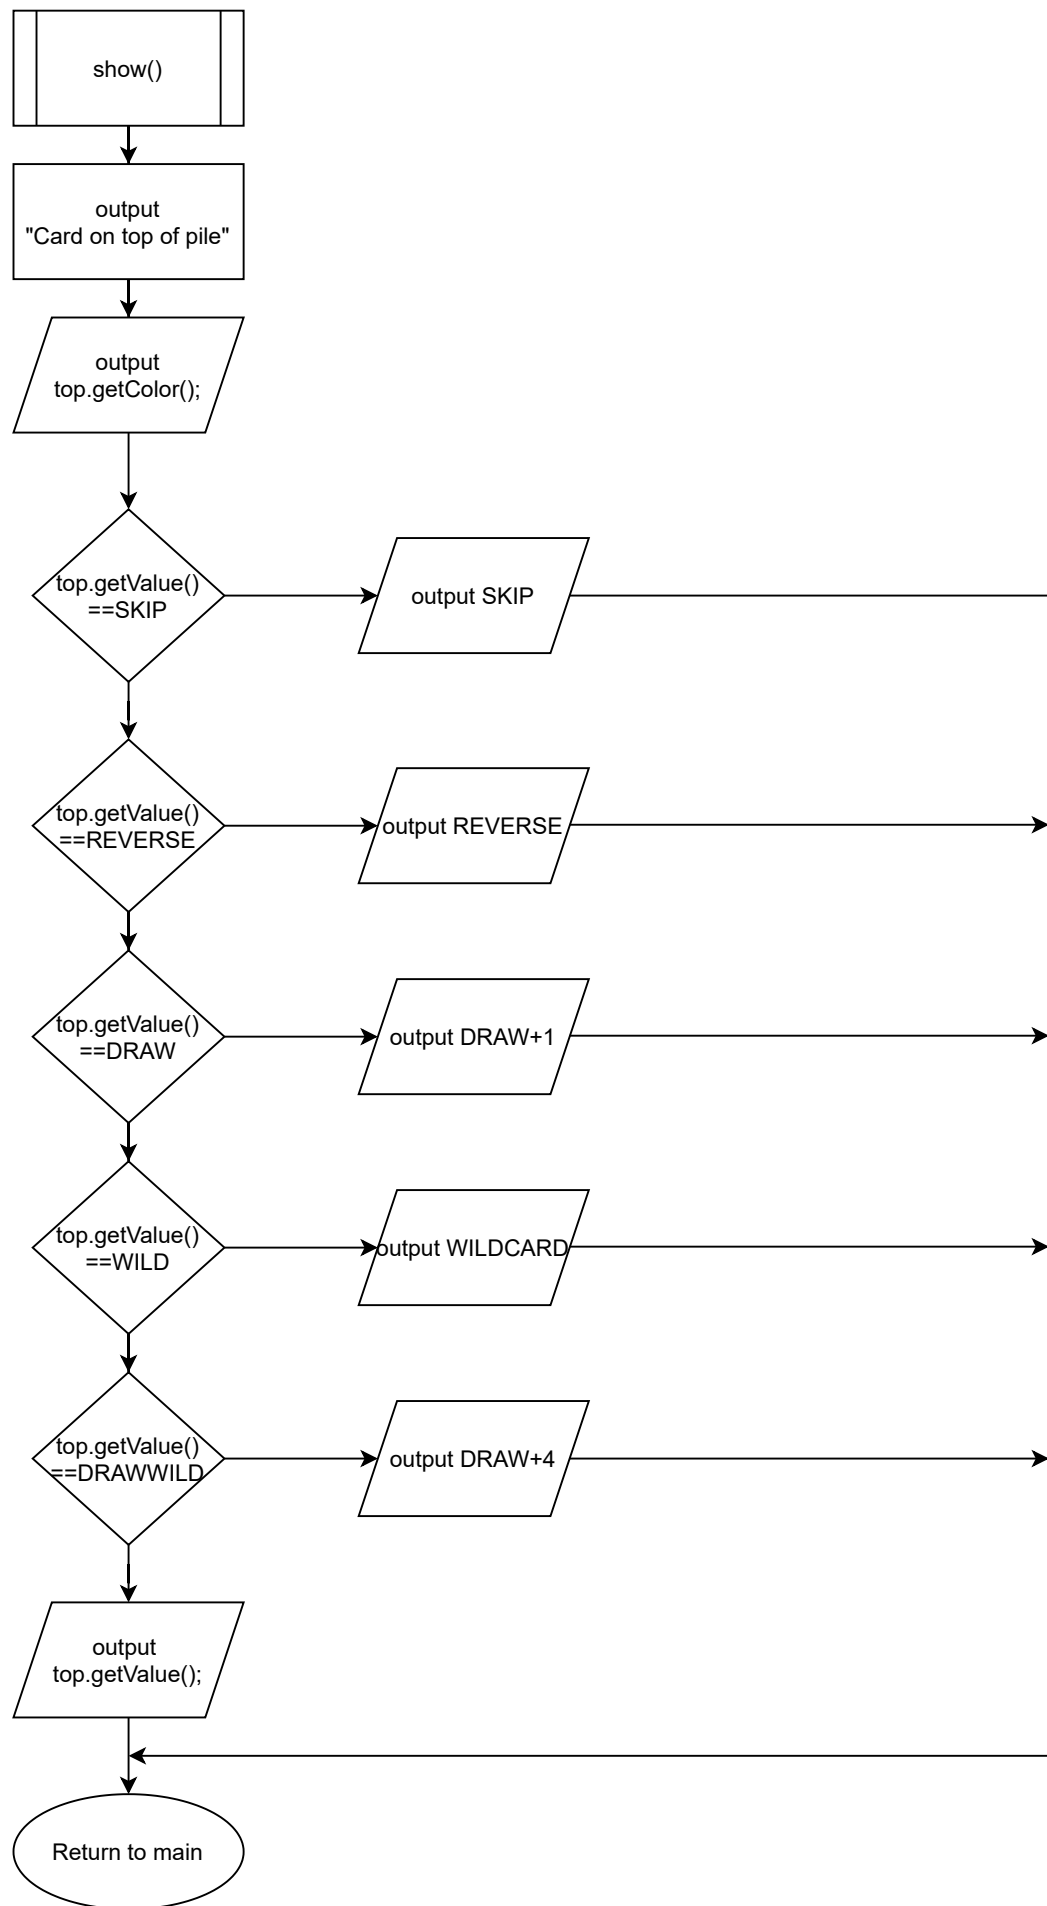 show()
output
"Card on top of pile"
output
top.getColor();
top.getValue()
==SKIP
output SKIP
top.getValue()
==REVERSE
output REVERSE
top.getValue()
==DRAW
output DRAW+1
top.getValue()
==WILD
output WILDCARD
top.getValue()
==DRAWWILD
output DRAW+4
output
top.getValue();
Return to main